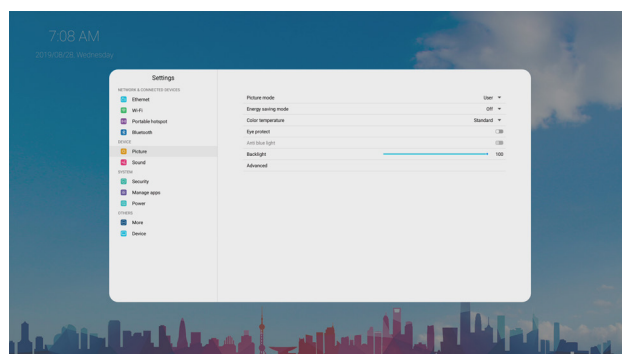 7:08 AM
2019/06/20 Wednesday
Settings
NETWORK & CONNECTED DEVICES
Ethernet
Wi-Fi
Portable hotspot
Bluetooth
DEVICE
Picture
Sound
SYSTEM
Security
Manage apps
Power
OTHERS
More
Device
Picture mode User
Energy saving mode Off
Color temperature Standard
Eye protect
Anti blue light
Backlight 100
Advanced